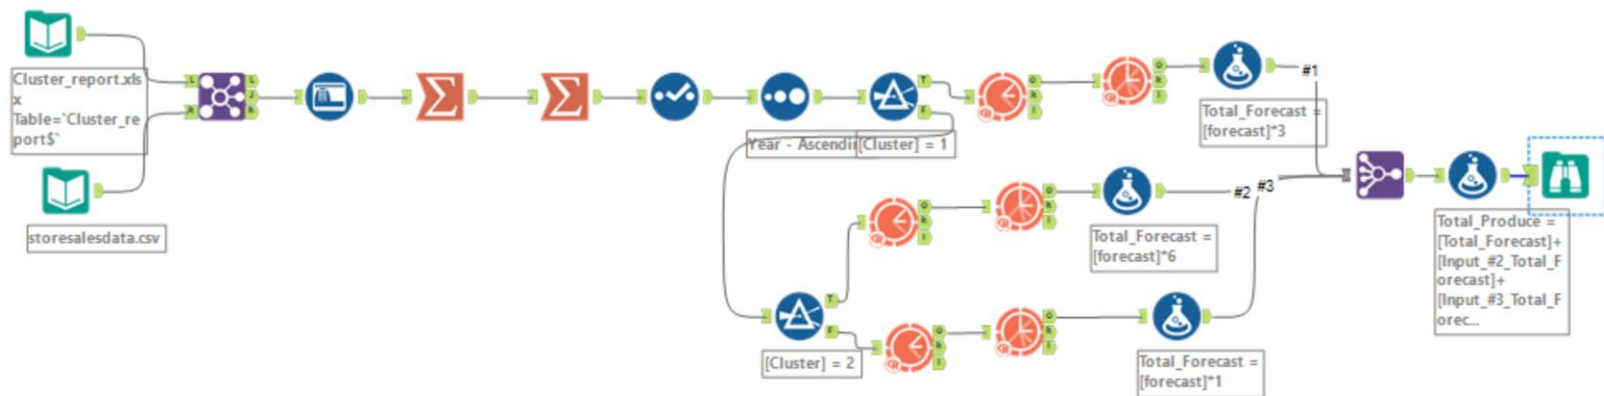 Cluster_report.xls
x
Table=`Cluster_re
port$`
storesalesdata.csv
L
R
L
J
R
Year - Ascendin
[Cluster] = 1
T
F
O
R
I
O
R
I
Total_Forecast =
[forecast]*3
#1
O
R
I
O
R
I
Total_Forecast =
[forecast]*6
#2
#3
T
F
[Cluster] = 2
O
R
I
O
R
I
Total_Forecast =
[forecast]*1
Total_Produce =
[Total_Forecast]+
[Input_#2_Total_F
orecast]+
[Input_#3_Total_F
orec...